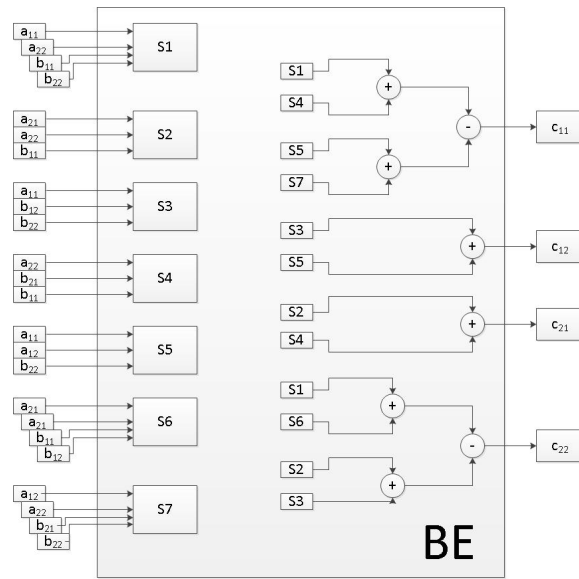 a₁₁
a₂₂
b₁₁
b₂₂
S1
a₂₁
a₂₂
b₁₁
S2
a₁₁
b₁₂
b₂₂
S3
a₂₂
b₂₁
b₁₁
S4
a₁₁
a₁₂
b₂₂
S5
a₂₁
a₂₁
b₁₁
b₁₂
S6
a₁₂
a₂₂
b₂₁
b₂₂
S7
S1
+
S4
-
c₁₁
S5
+
S7
S3
+
c₁₂
S5
S2
+
c₂₁
S4
S1
+
S6
-
c₂₂
S2
+
S3
BE